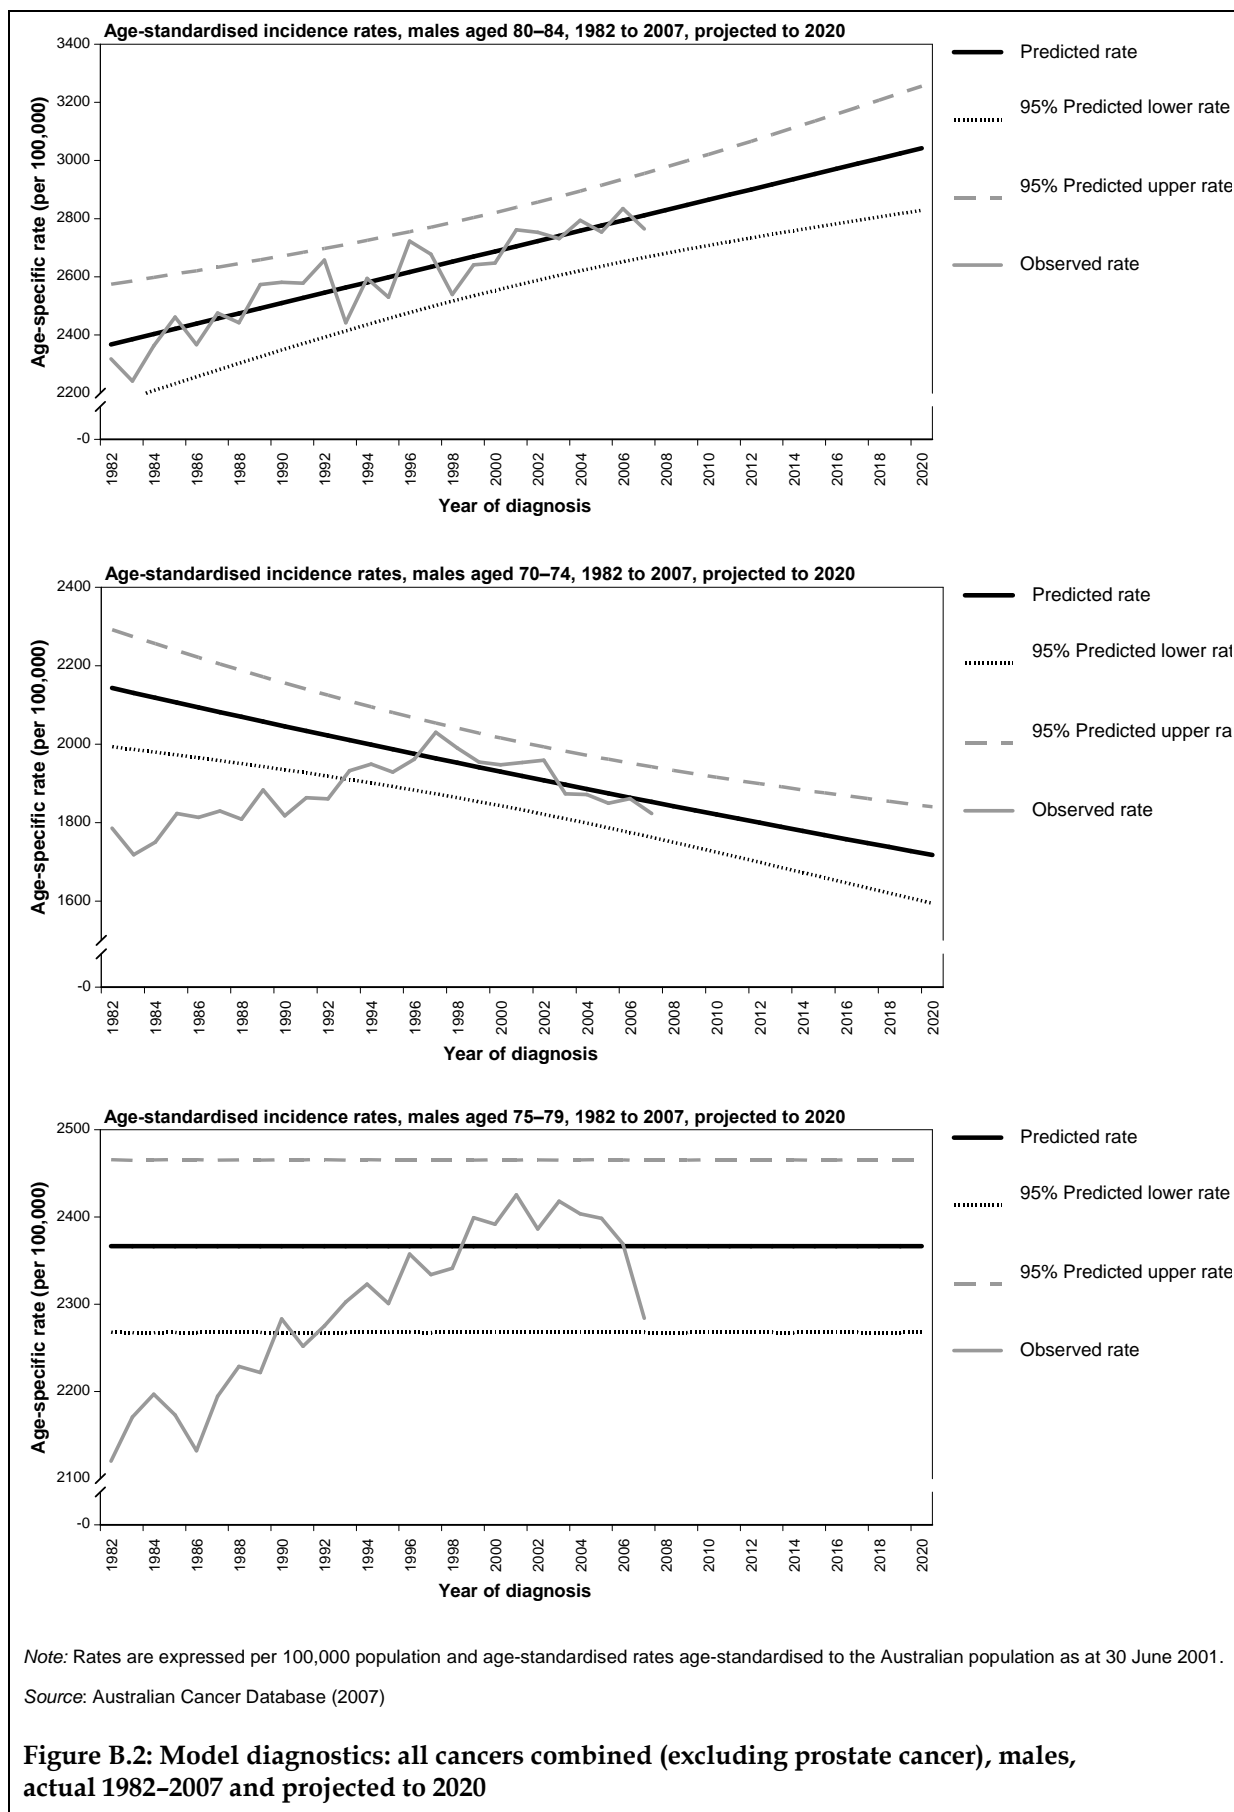 Age-standardised incidence rates, males aged 80–84, 1982 to 2007, projected to 2020
Age-specific rate (per 100,000)
3400
3200
3000
2800
2600
2400
2200
-0
1982 1984 1986 1988 1990 1992 1994 1996 1998 2000 2002 2004 2006 2008 2010 2012 2014 2016 2018 2020
Year of diagnosis
Predicted rate
95% Predicted lower rate
95% Predicted upper rate
Observed rate
Age-standardised incidence rates, males aged 70–74, 1982 to 2007, projected to 2020
Age-specific rate (per 100,000)
2400
2200
2000
1800
1600
-0
1982 1984 1986 1988 1990 1992 1994 1996 1998 2000 2002 2004 2006 2008 2010 2012 2014 2016 2018 2020
Year of diagnosis
Predicted rate
95% Predicted lower rat
95% Predicted upper ra
Observed rate
Age-standardised incidence rates, males aged 75–79, 1982 to 2007, projected to 2020
Age-specific rate (per 100,000)
2500
2400
2300
2200
2100
-0
1982 1984 1986 1988 1990 1992 1994 1996 1998 2000 2002 2004 2006 2008 2010 2012 2014 2016 2018 2020
Year of diagnosis
Predicted rate
95% Predicted lower rate
95% Predicted upper rate
Observed rate
Note: Rates are expressed per 100,000 population and age-standardised rates age-standardised to the Australian population as at 30 June 2001.
Source: Australian Cancer Database (2007)
Figure B.2: Model diagnostics: all cancers combined (excluding prostate cancer), males,
actual 1982–2007 and projected to 2020